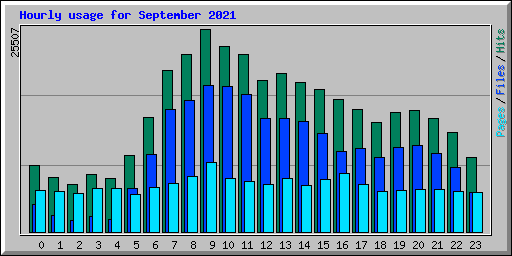 Hourly usage for September 2021
25507
Pages/Files/Hits
0 1 2 3 4 5 6 7 8 9 10 11 12 13 14 15 16 17 18 19 20 21 22 23